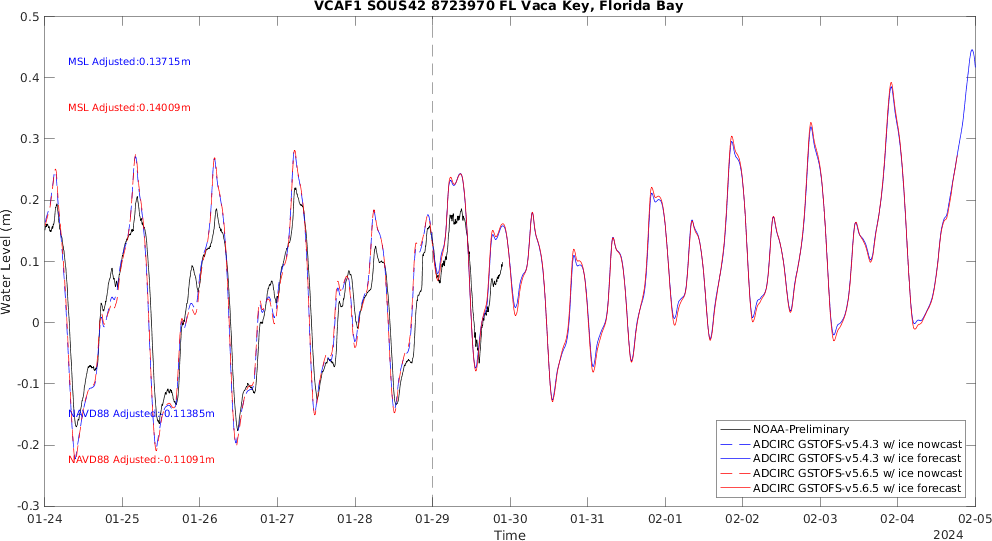 VCAF1 SOUS42 8723970 FL Vaca Key, Florida Bay
0.5
0.4
0.3
0.2
0.1
0
-0.1
-0.2
-0.3
Water Level (m)
MSL Adjusted:0.13715m
MSL Adjusted:0.14009m
NAVD88 Adjusted:-0.11385m
NAVD88 Adjusted:-0.11091m
NOAA-Preliminary
ADCIRC GSTOFS-v5.4.3 w/ ice nowcast
ADCIRC GSTOFS-v5.4.3 w/ ice forecast
ADCIRC GSTOFS-v5.6.5 w/ ice nowcast
ADCIRC GSTOFS-v5.6.5 w/ ice forecast
01-24 01-25 01-26 01-27 01-28 01-29 01-30 01-31 02-01 02-02 02-03 02-04 02-05
Time
2024